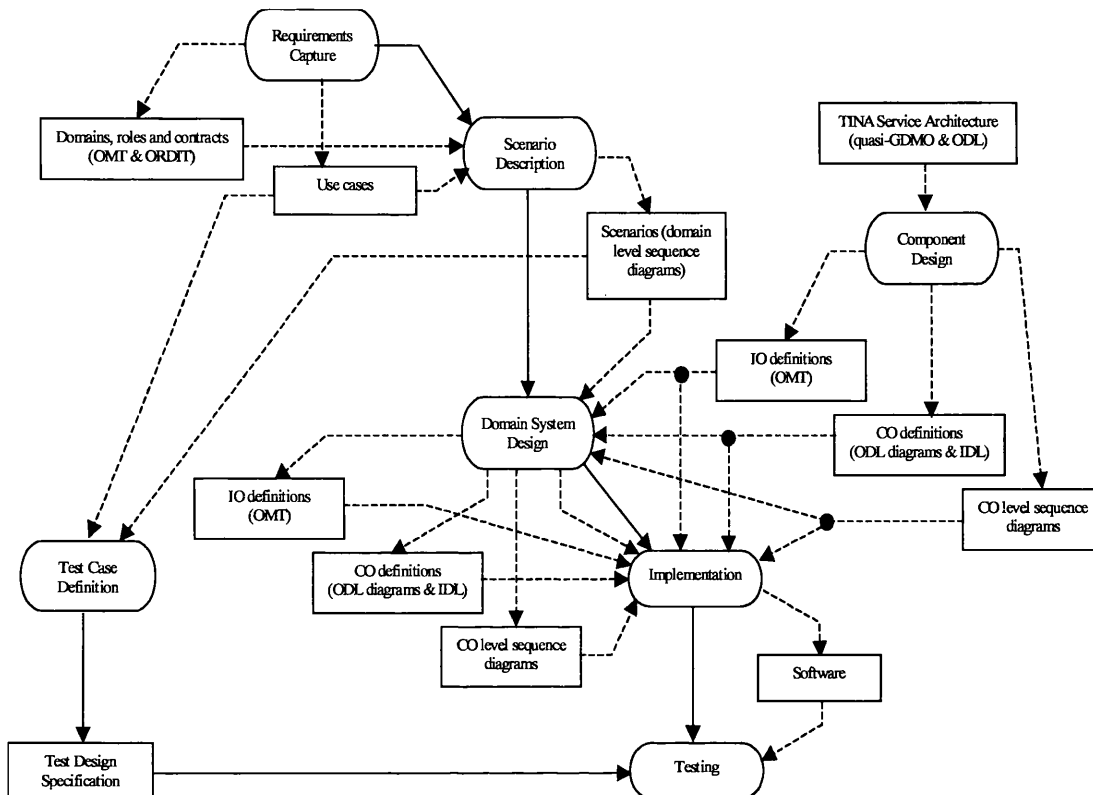 Requirements
Capture
Domains, roles and contracts
(OMT & ORDIT)
Scenario
Description
TINA Service Architecture
(quasi-GDMO & ODL)
Use cases
Scenarios (domain
level sequence
diagrams)
Component
Design
IO definitions
(OMT)
Domain System
Design
CO definitions
(ODL diagrams & IDL)
IO definitions
(OMT)
CO level sequence
diagrams
Test Case
Definition
CO definitions
(ODL diagrams & IDL)
Implementation
CO level sequence
diagrams
Software
Test Design
Specification
Testing